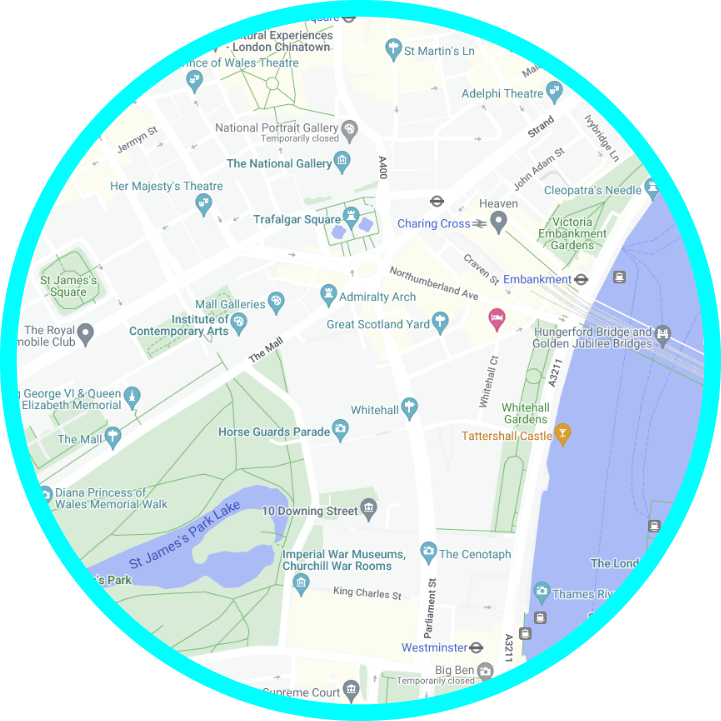 Square
tural Experiences
- London Chinatown
St Martin's Ln
nce of Wales Theatre
Adelphi Theatre
Strand
Ivybridge Ln
Jermyn St
National Portrait Gallery
Temporarily closed
The National Gallery
A400
John Adam St
Her Majesty's Theatre
Heaven
Cleopatra's Needle
Trafalgar Square
Charing Cross
Victoria
Embankment
Gardens
Craven St
St James's
Square
Northumberland Ave
Embankment
Mall Galleries
Admiralty Arch
Institute of
Contemporary Arts
Great Scotland Yard
The Royal
mobile Club
Hungerford Bridge and
Golden Jubilee Bridges
The Mall
A3211
Whitehall Ct
g George VI & Queen
Elizabeth Memorial
Whitehall
Whitehall
Gardens
The Mall
Horse Guards Parade
Tattershall Castle
Diana Princess of
Wales Memorial Walk
10 Downing Street
St James's Park Lake
Imperial War Museums,
Churchill War Rooms
The Cenotaph
The Lond
's Park
King Charles St
Thames Riv
Parliament St
Westminster
A3211
Big Ben
Temporarily closed
Supreme Court